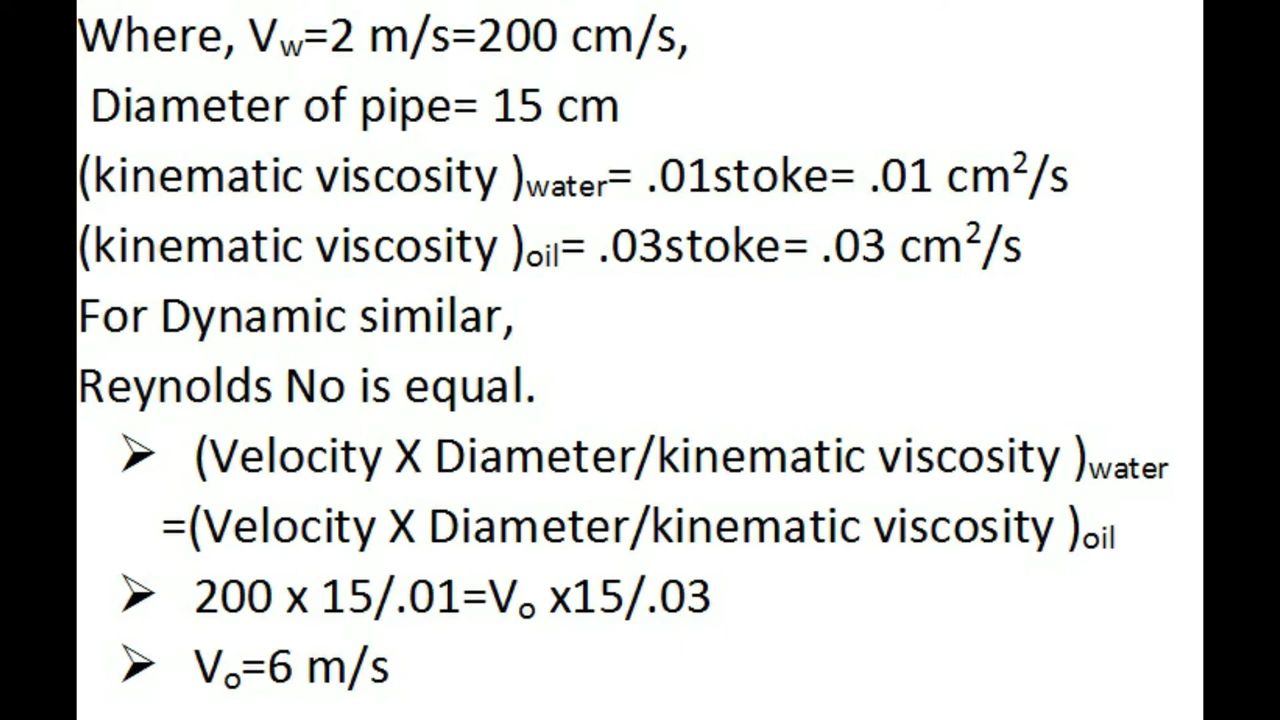 Where, Vw=2 m/s=200 cm/s,
Diameter of pipe= 15 cm
(kinematic viscosity )water= .01stoke= .01 cm²/s
(kinematic viscosity )oil= .03stoke= .03 cm²/s
For Dynamic similar,
Reynolds No is equal.
➤ (Velocity X Diameter/kinematic viscosity )water
=(Velocity X Diameter/kinematic viscosity )oil
➤ 200 x 15/.01=Vo x15/.03
➤ Vo=6 m/s